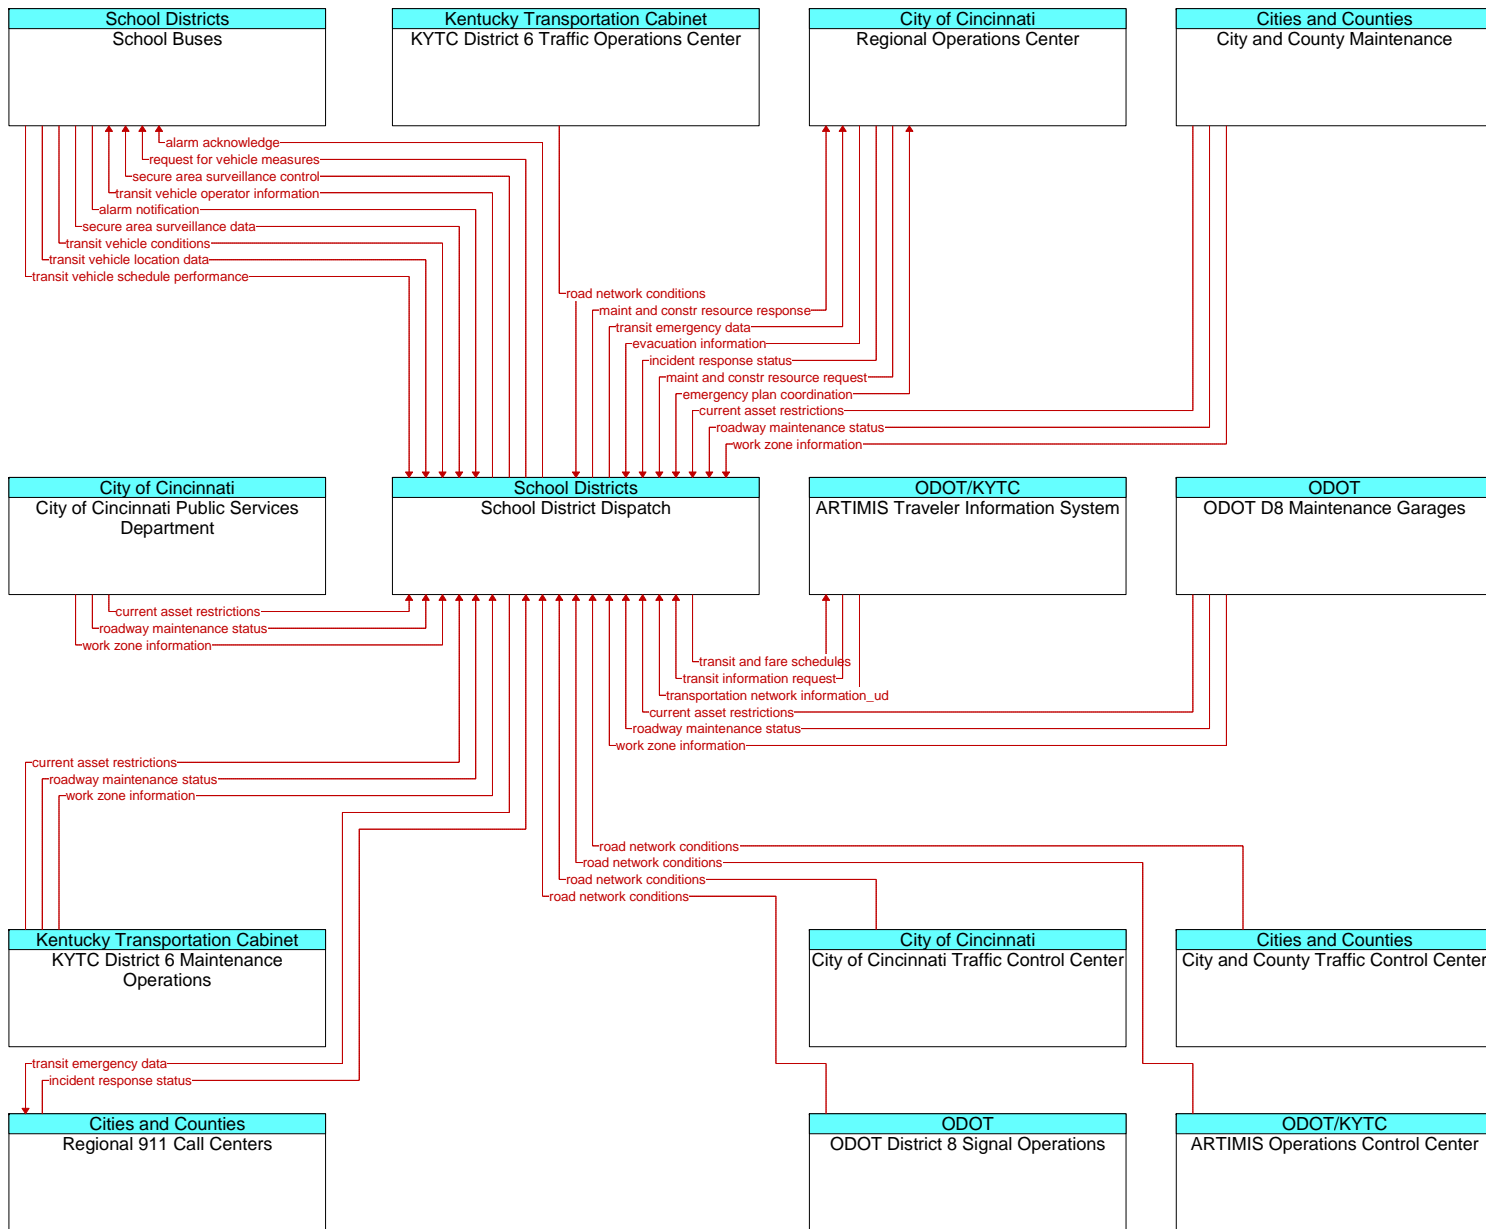 School Districts
School Buses
Kentucky Transportation Cabinet
KYTC District 6 Traffic Operations Center
City of Cincinnati
Regional Operations Center
Cities and Counties
City and County Maintenance
alarm acknowledge
request for vehicle measures
secure area surveillance control
transit vehicle operator information
alarm notification
secure area surveillance data
transit vehicle conditions
transit vehicle location data
transit vehicle schedule performance
road network conditions
maint and constr resource response
transit emergency data
evacuation information
incident response status
maint and constr resource request
emergency plan coordination
current asset restrictions
roadway maintenance status
work zone information
City of Cincinnati
City of Cincinnati Public Services
Department
School Districts
School District Dispatch
ODOT/KYTC
ARTIMIS Traveler Information System
ODOT
ODOT D8 Maintenance Garages
current asset restrictions
roadway maintenance status
work zone information
transit and fare schedules
transit information request
transportation network information_ud
current asset restrictions
roadway maintenance status
work zone information
current asset restrictions
roadway maintenance status
work zone information
road network conditions
road network conditions
road network conditions
road network conditions
Kentucky Transportation Cabinet
KYTC District 6 Maintenance
Operations
City of Cincinnati
City of Cincinnati Traffic Control Center
Cities and Counties
City and County Traffic Control Center
transit emergency data
incident response status
Cities and Counties
Regional 911 Call Centers
ODOT
ODOT District 8 Signal Operations
ODOT/KYTC
ARTIMIS Operations Control Center